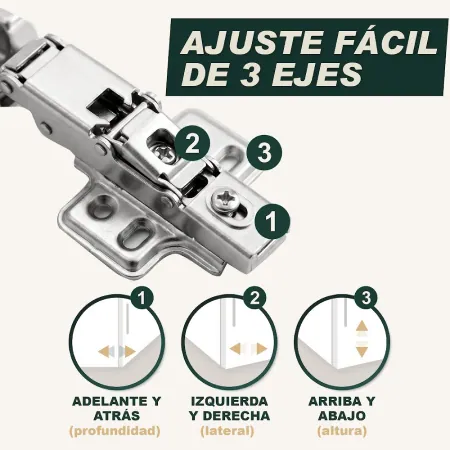 AJUSTE FÁCIL
DE 3 EJES
2
3
1
1
2
3
ADELANTE Y
ATRÁS
(profundidad)
IZQUIERDA
Y DERECHA
(lateral)
ARRIBA Y
ABAJO
(altura)